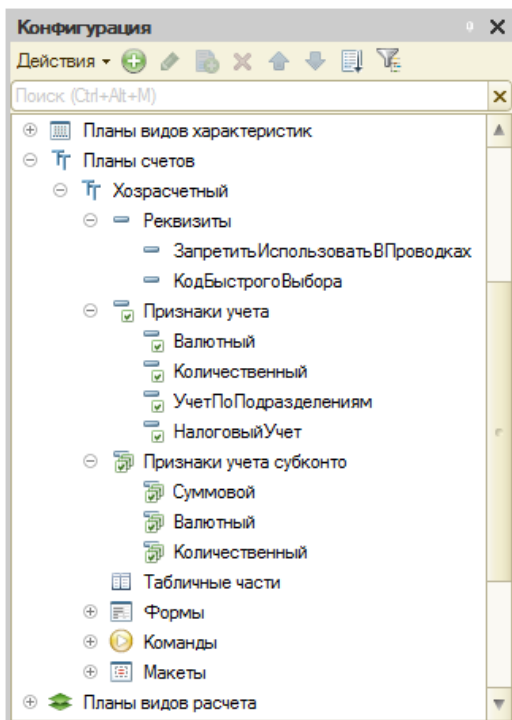 Конфигурация
Действия
Поиск (Ctrl+Alt+M)
Планы видов характеристик
Планы счетов
Хозрасчетный
Реквизиты
ЗапретитьИспользоватьВПроводках
КодБыстрогоВыбора
Признаки учета
Валютный
Количественный
УчетПоПодразделениям
НалоговыйУчет
Признаки учета субконто
Суммовой
Валютный
Количественный
Табличные части
Формы
Команды
Макеты
Планы видов расчета